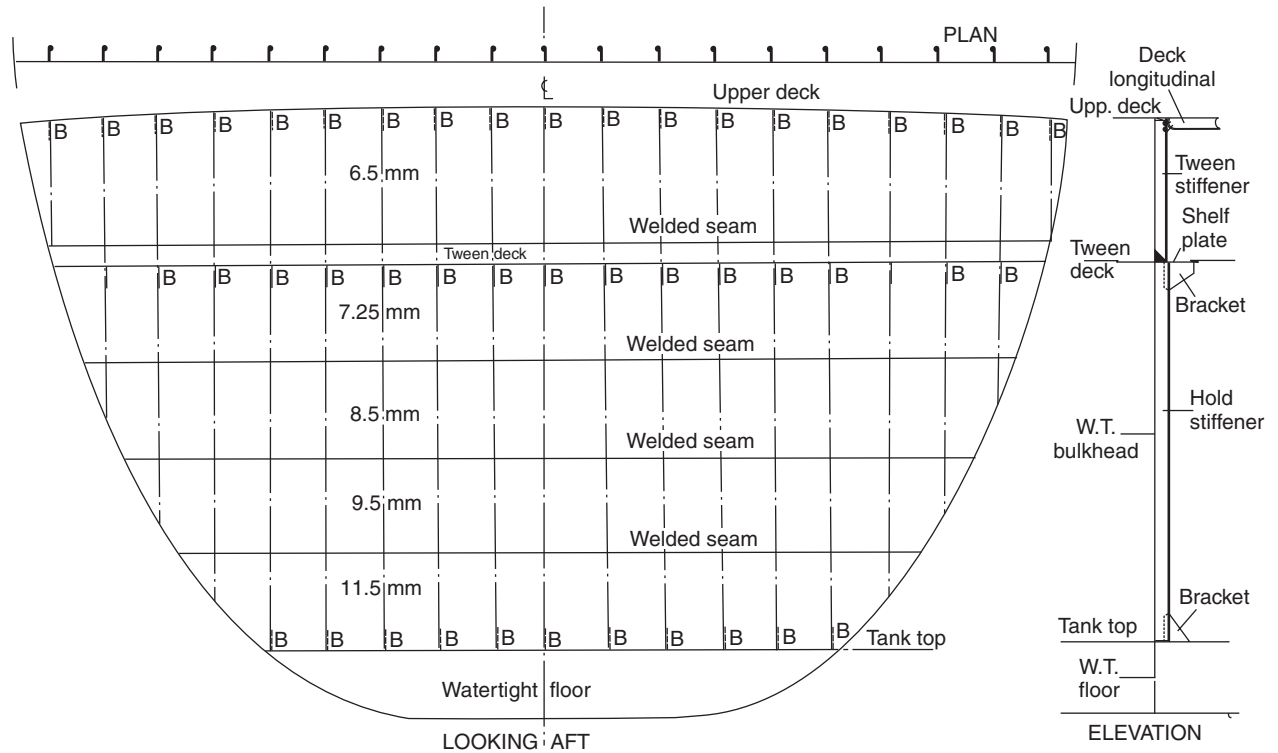 PLAN
Deck
longitudinal
℄
Upper deck
Upp. deck
B B B B B B B B B B B B B B B B B B B
6.5 mm
Tween
stiffener
Welded seam
Shelf
plate
Tween deck
Tween
deck
B B B B B B B B B B B B B B B
7.25 mm
Bracket
Welded seam
8.5 mm
Hold
stiffener
W.T.
bulkhead
Welded seam
9.5 mm
Welded seam
11.5 mm
Bracket
B B B B B B B B B B B
Tank top
Tank top
Watertight floor
W.T.
floor
LOOKING AFT
ELEVATION